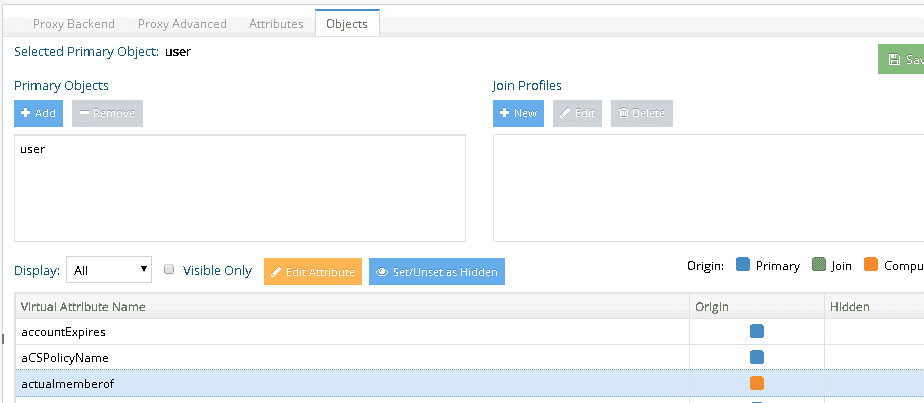 Proxy Backend Proxy Advanced Attributes Objects
Selected Primary Object: user
Sav
Primary Objects Join Profiles
Add Remove New Edit Delete
user
Display: All Visible Only Edit Attribute Set/Unset as Hidden Origin: Primary Join Compu
Virtual Attribute Name Origin Hidden
accountExpires
aCSPolicyName
actualmemberof